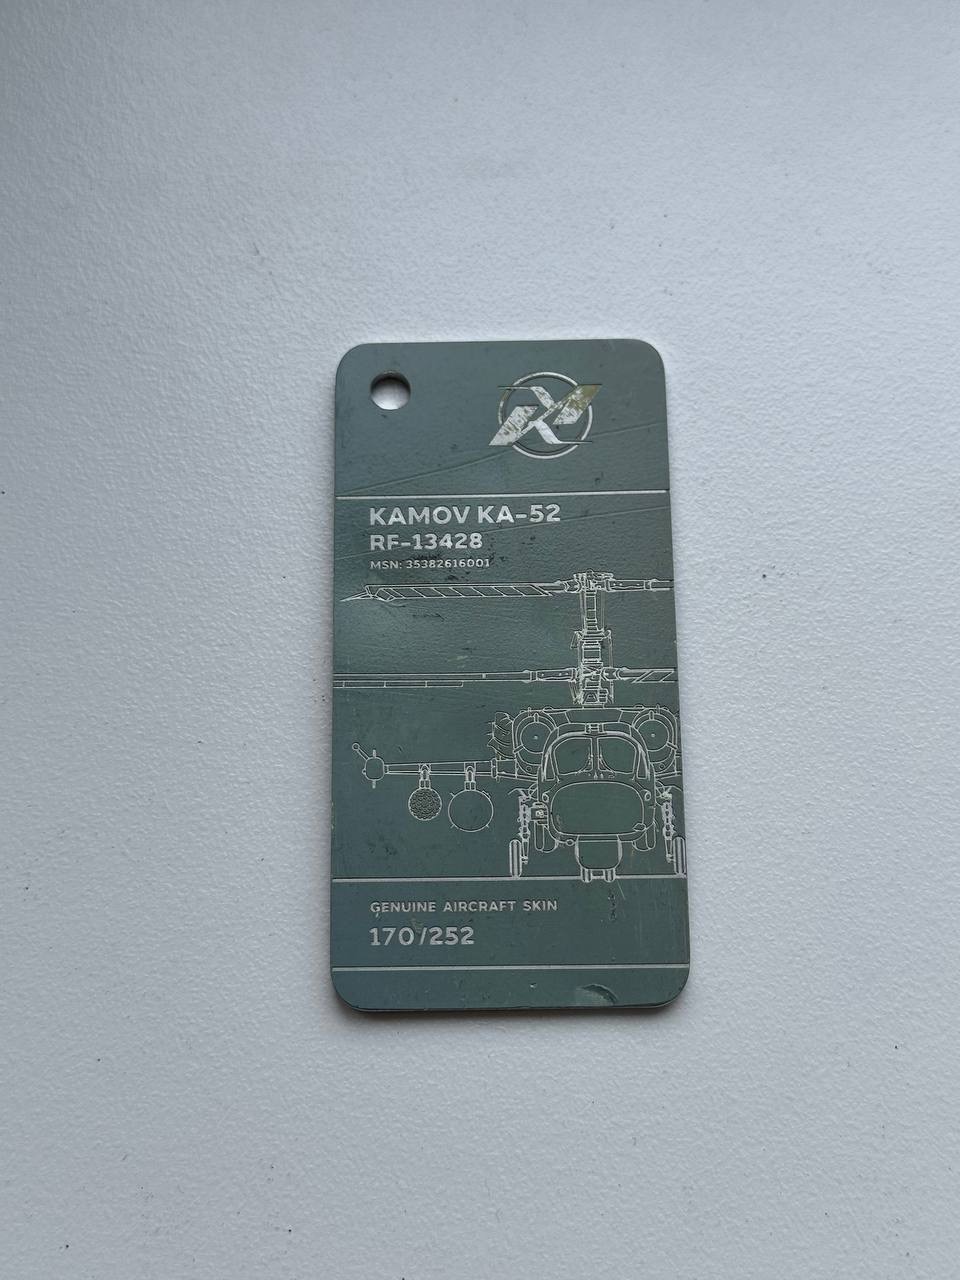 KAMOV KA-52
RF-13428
MSN: 35382616001
GENUINE AIRCRAFT SKIN
170/252